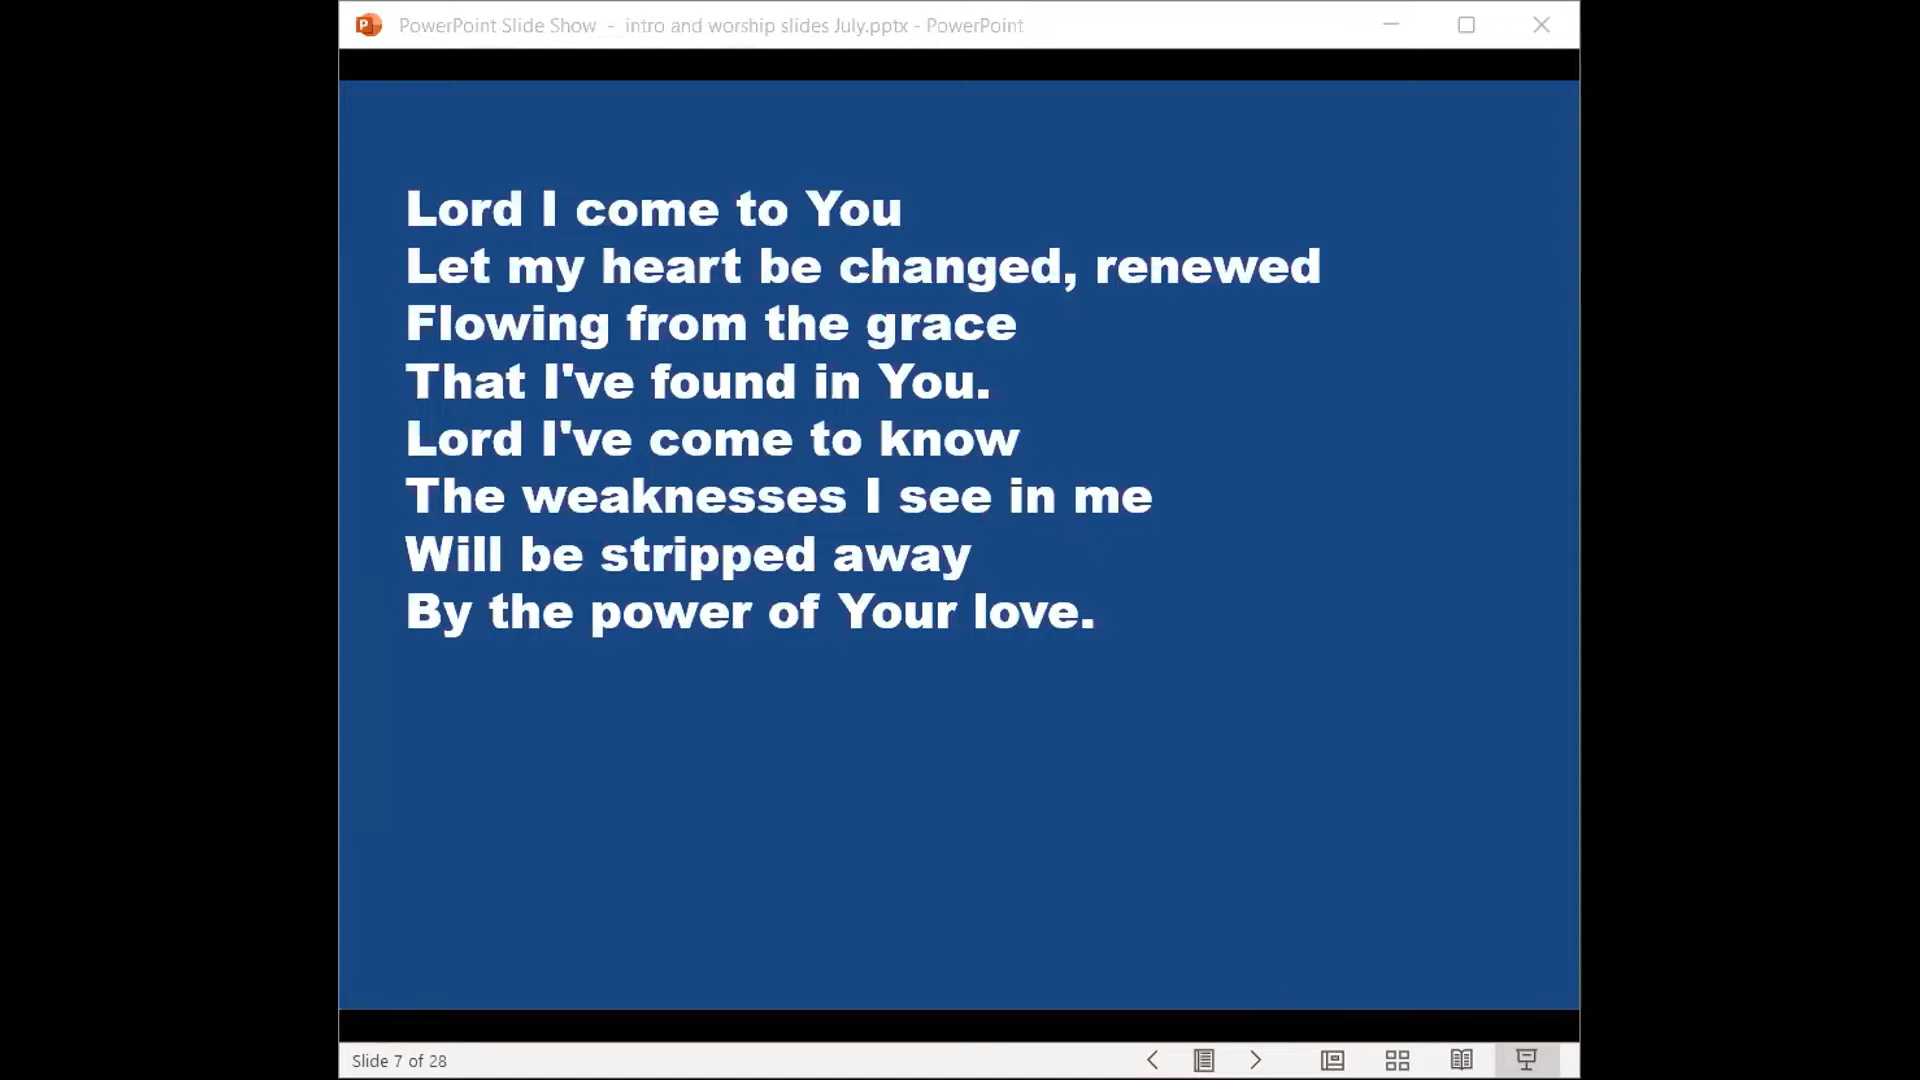 PowerPoint Slide Show - intro and worship slides July.pptx - PowerPoint
Lord I come to You
Let my heart be changed, renewed
Flowing from the grace
That I've found in You.
Lord I've come to know
The weaknesses I see in me
Will be stripped away
By the power of Your love.
Slide 7 of 28